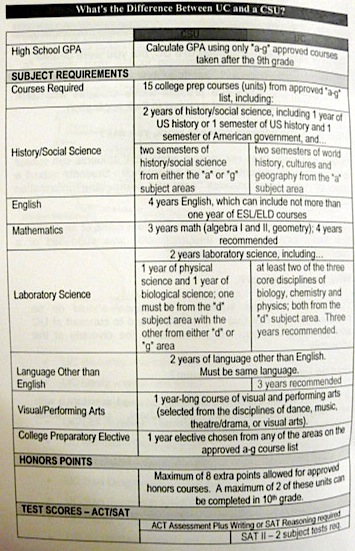 What's the Difference Between UC and a CSU?
CSU UC
High School GPA
Calculate GPA using only "a-g" approved courses
taken after the 9th grade
SUBJECT REQUIREMENTS
Courses Required
15 college prep courses (units) from approved "a-g"
list, including:
History/Social Science
2 years of history/social science, including 1 year of
US history or 1 semester of US history and 1
semester of American government, and...
two semesters of
history/social science
from either the "a" or "g"
subject areas
two semesters of world
history, cultures and
geography from the "a"
subject area
English
4 years English, which can include not more than
one year of ESL/ELD courses
Mathematics
3 years math (algebra I and II, geometry); 4 years
recommended
Laboratory Science
2 years laboratory science, including...
1 year of physical
science and 1 year of
biological science; one
must be from the "d"
subject area with the
other from either "d" or
"g" area
at least two of the three
core disciplines of
biology, chemistry and
physics; both from the
"d" subject area. Three
years recommended.
Language Other than
English
2 years of language other than English.
Must be same language.
3 years recommended
Visual/Performing Arts
1 year-long course of visual and performing arts
(selected from the disciplines of dance, music,
theatre/drama, or visual arts).
College Preparatory Elective
1 year elective chosen from any of the areas on the
approved a-g course list
HONORS POINTS
Maximum of 8 extra points allowed for approved
honors courses. A maximum of 2 of these units can
be completed in 10th grade.
TEST SCORES – ACT/SAT
ACT Assessment Plus Writing or SAT Reasoning required
SAT II – 2 subject tests req.